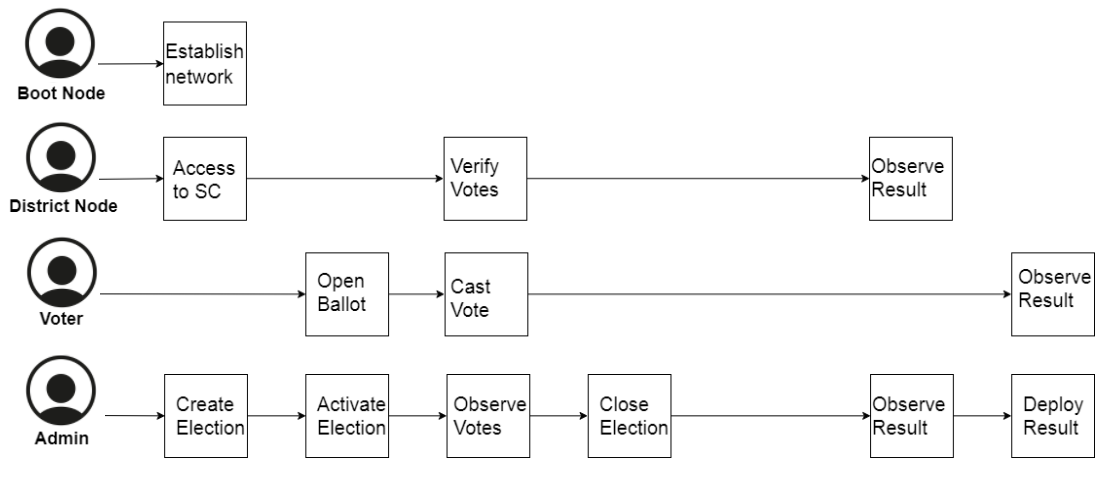 Establish
network
Boot Node
Access
to SC
Verify
Votes
Observe
Result
District Node
Open
Ballot
Cast
Vote
Observe
Result
Voter
Create
Election
Activate
Election
Observe
Votes
Close
Election
Observe
Result
Deploy
Result
Admin